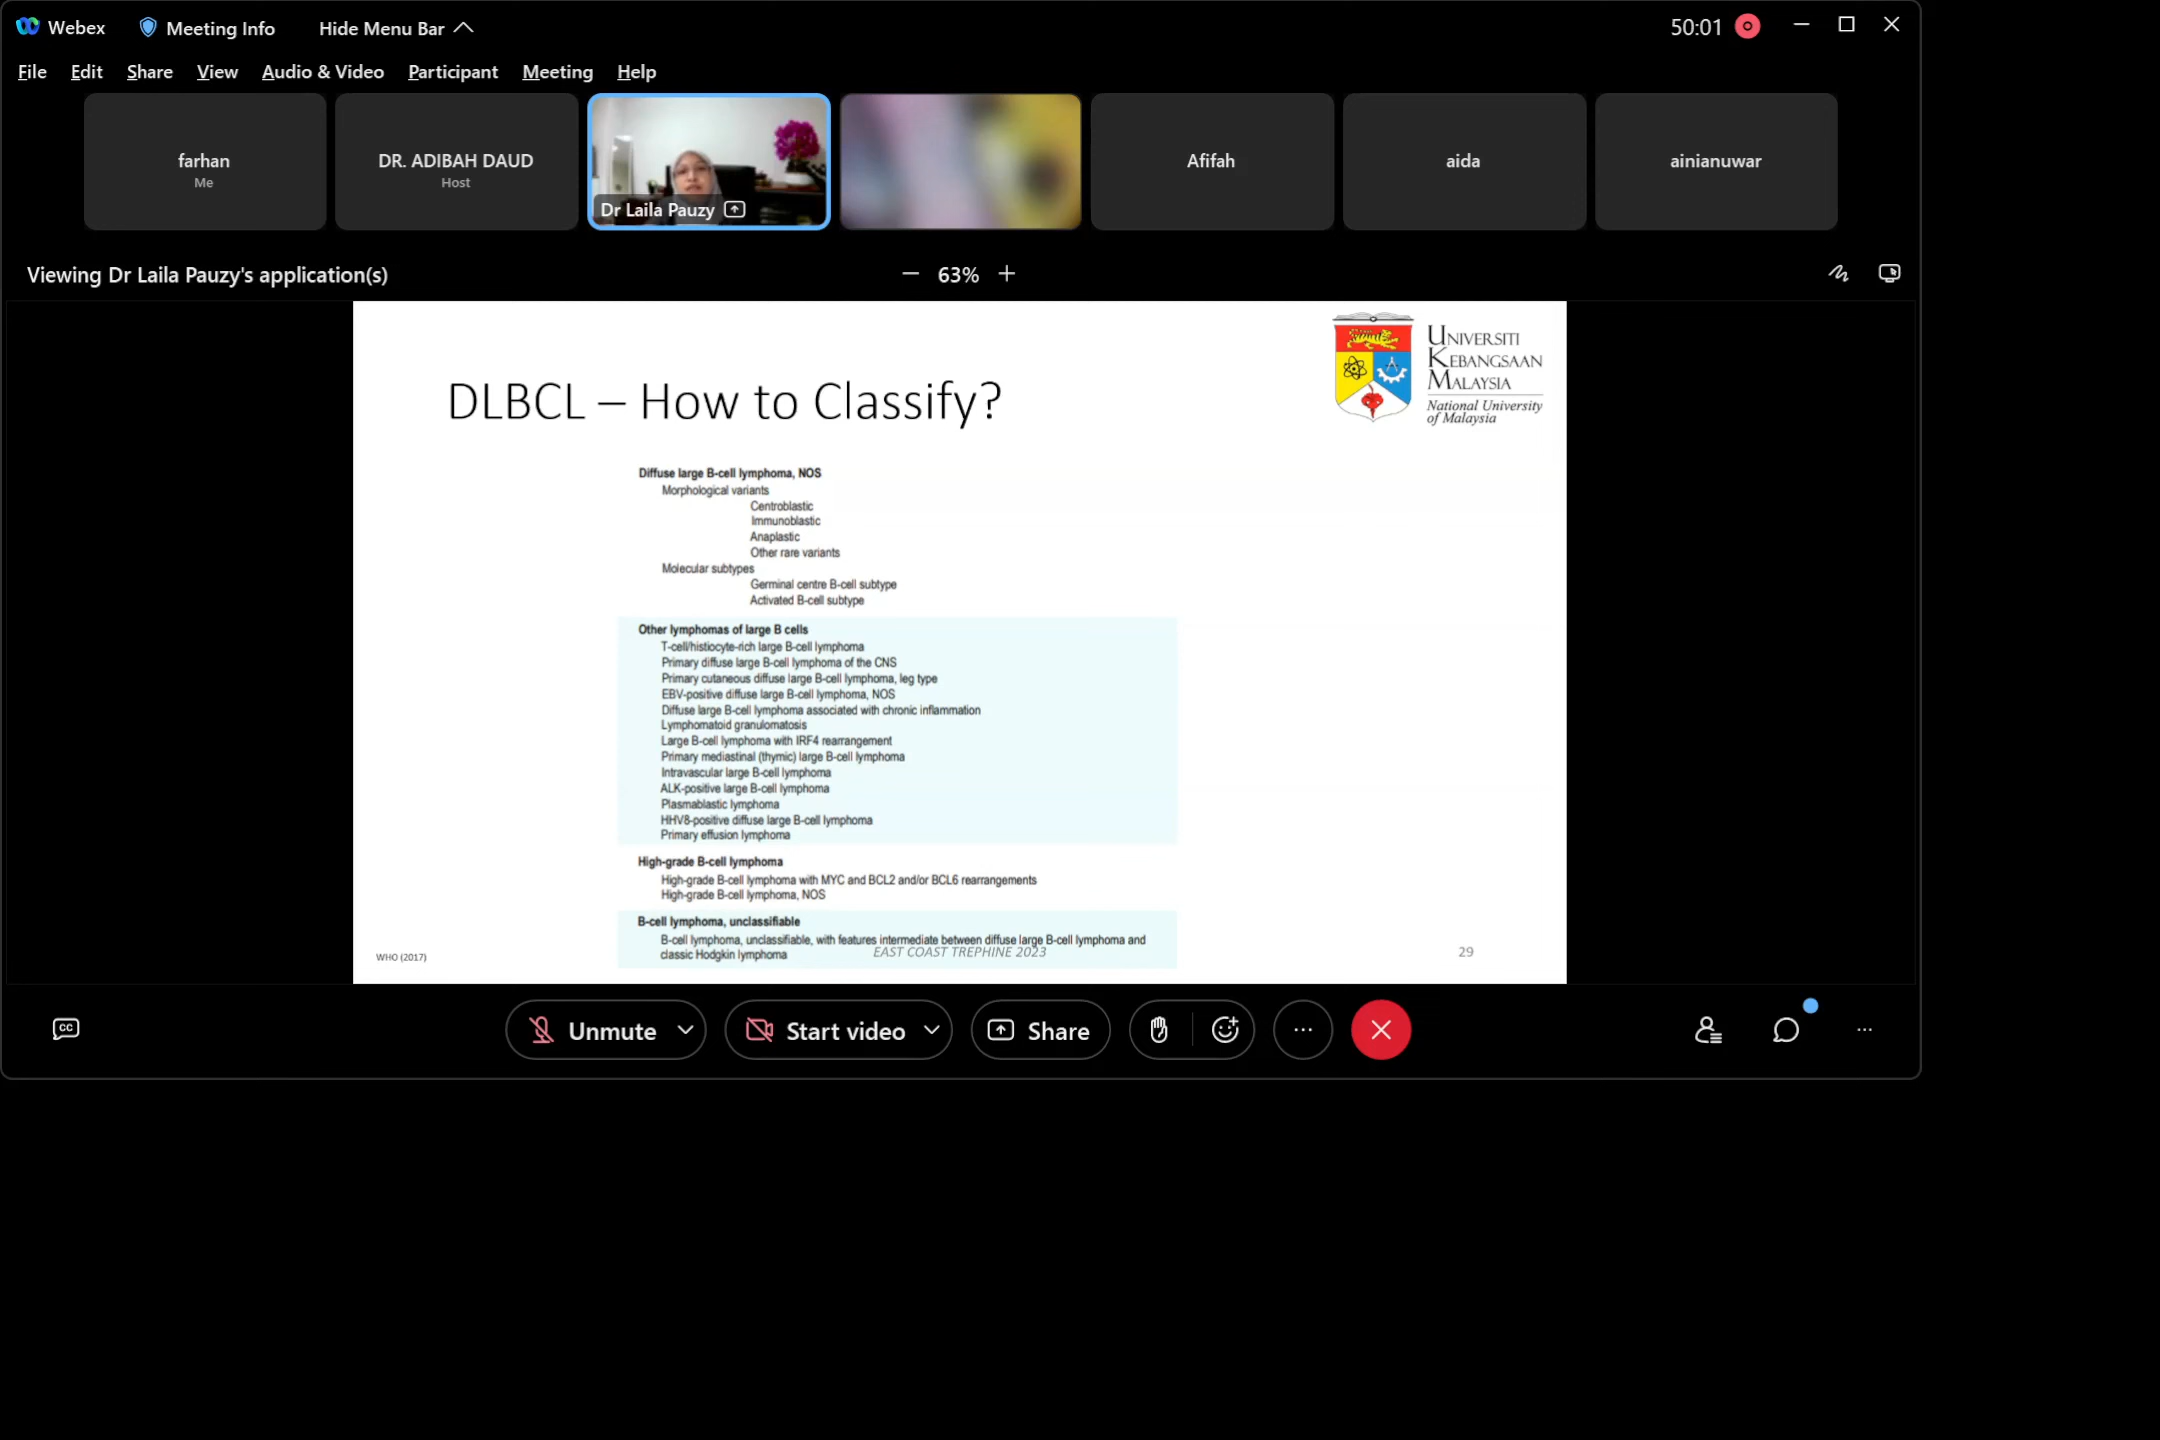 Webex
Meeting Info
Hide Menu Bar
50:01
File Edit Share View Audio & Video Participant Meeting Help
farhan
Me
DR. ADIBAH DAUD
Host
Dr Laila Pauzy
Afifah
aida
ainianuwar
Viewing Dr Laila Pauzy's application(s)
63%
UNIVERSITI
KEBANGSAAN
MALAYSIA
National University
of Malaysia
DLBCL – How to Classify?
Diffuse large B-cell lymphoma, NOS
Morphological variants
Centroblastic
Immunoblastic
Anaplastic
Other rare variants
Molecular subtypes
Germinal centre B-cell subtype
Activated B-cell subtype
Other lymphomas of large B cells
T-cell/histiocyte-rich large B-cell lymphoma
Primary diffuse large B-cell lymphoma of the CNS
Primary cutaneous diffuse large B-cell lymphoma, leg type
EBV-positive diffuse large B-cell lymphoma, NOS
Diffuse large B-cell lymphoma associated with chronic inflammation
Lymphomatoid granulomatosis
Large B-cell lymphoma with IRF4 rearrangement
Primary mediastinal (thymic) large B-cell lymphoma
Intravascular large B-cell lymphoma
ALK-positive large B-cell lymphoma
Plasmablastic lymphoma
HHV8-positive diffuse large B-cell lymphoma
Primary effusion lymphoma
High-grade B-cell lymphoma
High-grade B-cell lymphoma with MYC and BCL2 and/or BCL6 rearrangements
High-grade B-cell lymphoma, NOS
B-cell lymphoma, unclassifiable
B-cell lymphoma, unclassifiable, with features intermediate between diffuse large B-cell lymphoma and
classic Hodgkin lymphoma
WHO (2017)
EAST COAST TREPHINE 2023
29
CC
Unmute
Start video
Share